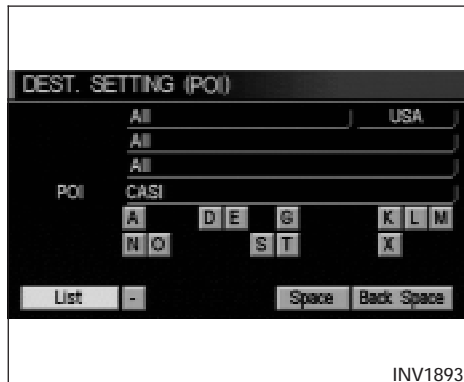 DEST. SETTING (POI)
All USA
All
All
POI CASI
A D E G K L M
N O S T X
List - Space Back Space
INV1893